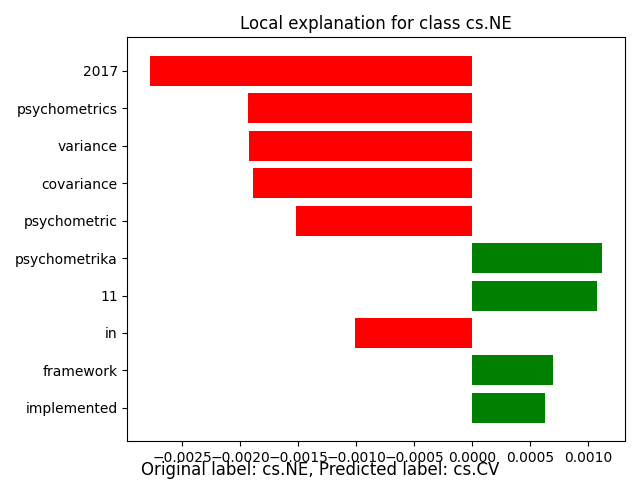 Local explanation for class cs.NE
2017
psychometrics
variance
covariance
psychometric
psychometrika
11
in
framework
implemented
−0.0025 −0.0020 −0.0015 −0.0010 −0.0005 0.0000 0.0005 0.0010
Original label: cs.NE, Predicted label: cs.CV